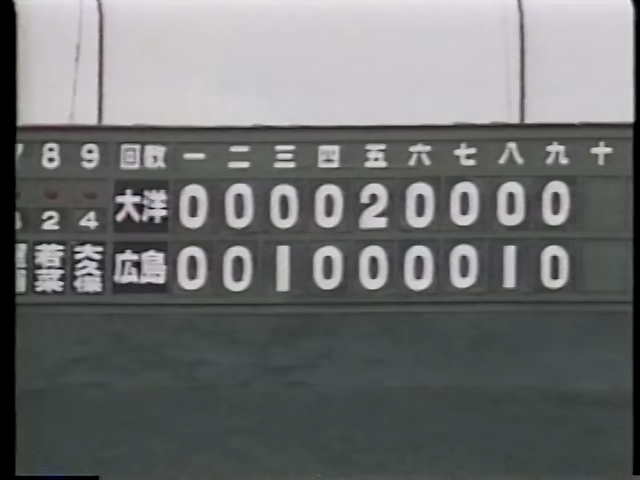 8 9 回数 一 二 三 四 五 六 七 八 九 十
2 4 大洋 0 0 0 0 2 0 0 0 0
若菜 大久保 広島 0 0 1 0 0 0 0 1 0